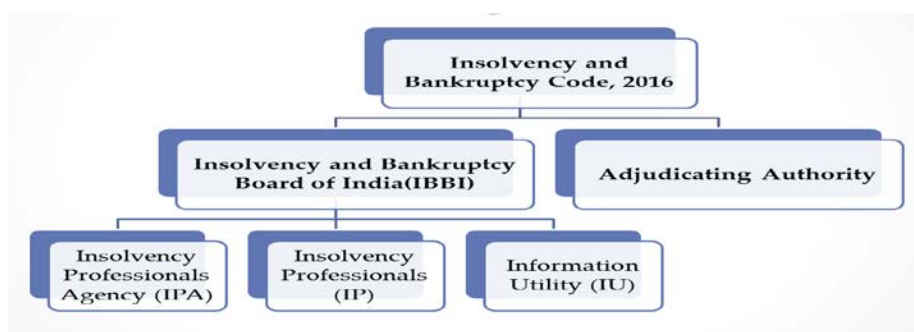 Insolvency and
Bankruptcy Code, 2016
Insolvency and Bankruptcy
Board of India(IBBI)
Adjudicating Authority
Insolvency
Professionals
Agency (IPA)
Insolvency
Professionals
(IP)
Information
Utility (IU)